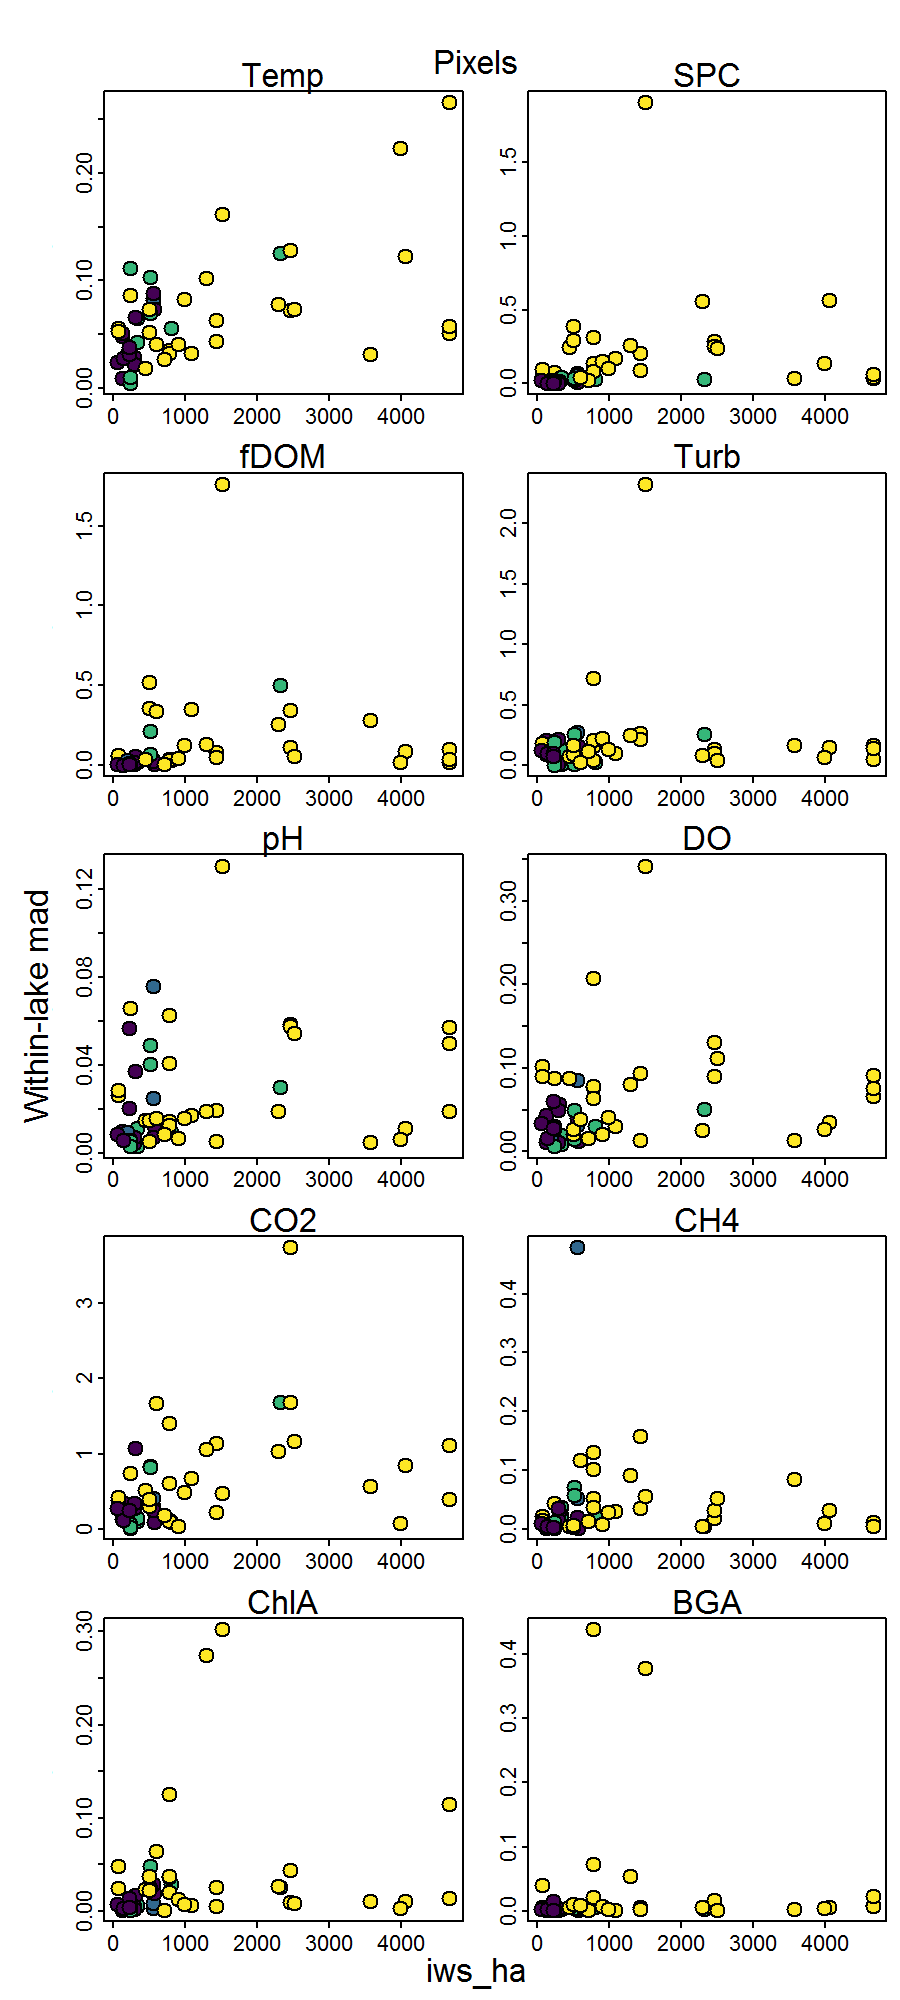 Pixels
Temp
SPC
0.00 0.10 0.20
0.0 0.5 1.0 1.5
0 1000 2000 3000 4000
0 1000 2000 3000 4000
fDOM
Turb
0.0 0.5 1.0 1.5
0.0 0.5 1.0 1.5 2.0
0 1000 2000 3000 4000
0 1000 2000 3000 4000
pH
DO
0.00 0.04 0.08 0.12
0.00 0.10 0.20 0.30
0 1000 2000 3000 4000
0 1000 2000 3000 4000
Within-lake mad
CO2
CH4
0 1 2 3
0.0 0.1 0.2 0.3 0.4
0 1000 2000 3000 4000
0 1000 2000 3000 4000
ChlA
BGA
0.00 0.10 0.20 0.30
0.0 0.1 0.2 0.3 0.4
0 1000 2000 3000 4000
0 1000 2000 3000 4000
iws_ha